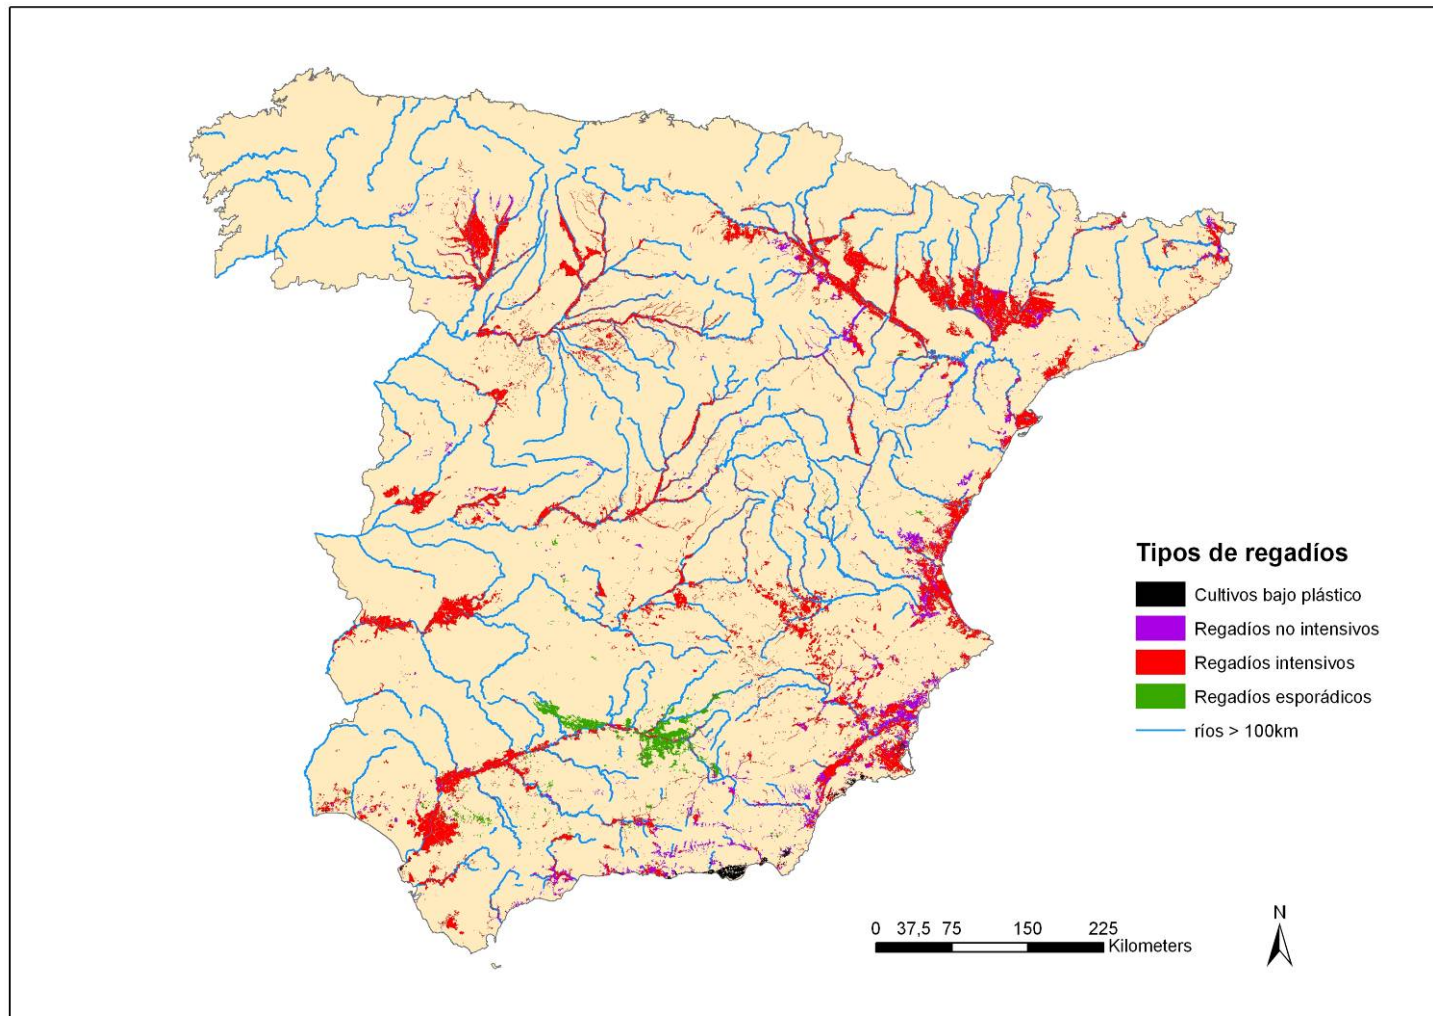 Tipos de regadíos
Cultivos bajo plástico
Regadíos no intensivos
Regadíos intensivos
Regadíos esporádicos
ríos > 100km
N
0 37,5 75 150 225
Kilometers